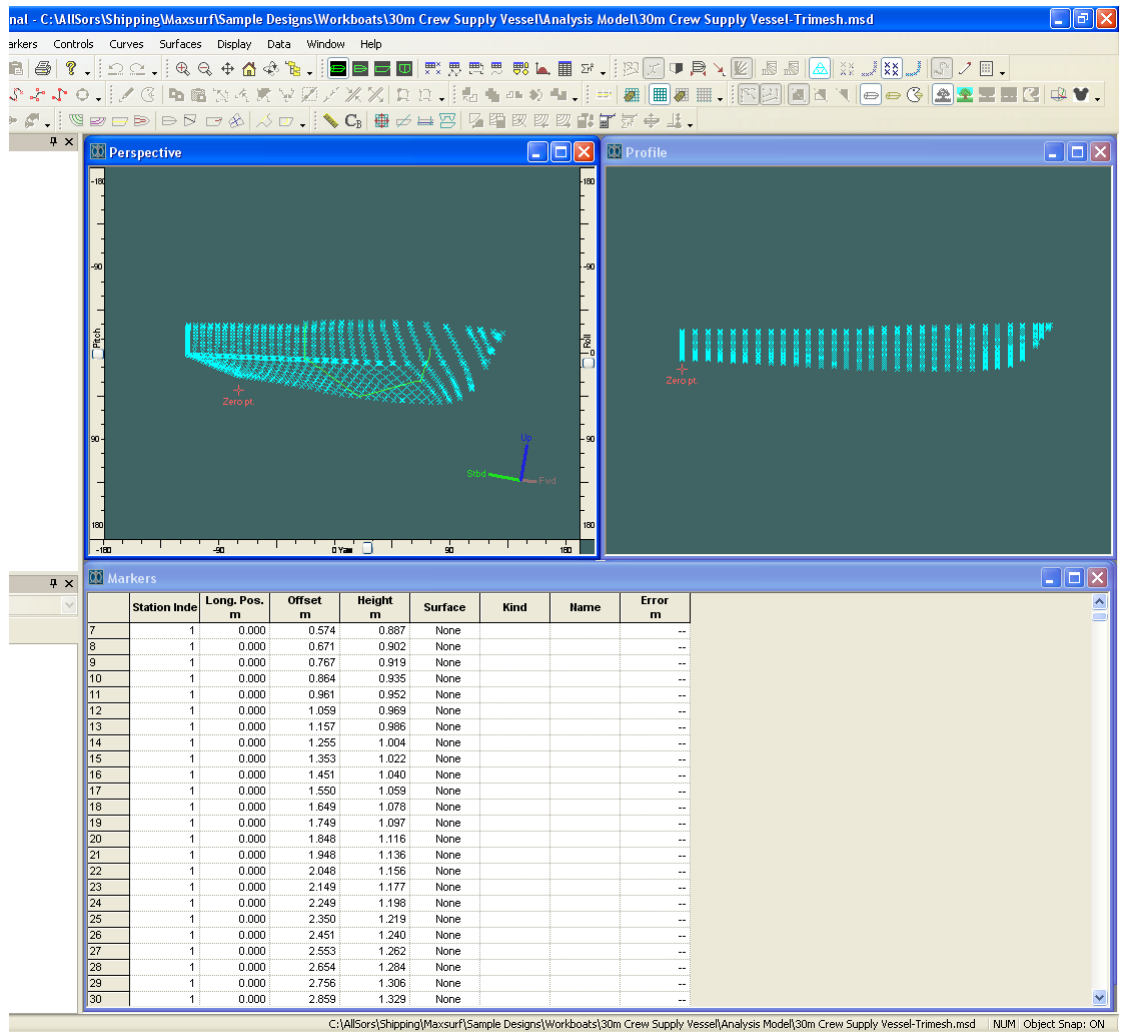 nal - C:\AllSors\Shipping\Maxsurf\Sample Designs\Workboats\30m Crew Supply Vessel\Analysis Model\30m Crew Supply Vessel-Trimesh.msd
arkers Controls Curves Surfaces Display Data Window Help
Perspective
Profile
-180
-180
-180
-90
-90
-90
Pitch
0
Roll
0
Zero pt.
Zero pt.
90
90
Up
Stbd
Fwd
180
180
-180 -90 0 Yaw 90 180
Markers
Station Inde Long. Pos. m Offset m Height m Surface Kind Name Error m
7 1 0.000 0.574 0.887 None --
8 1 0.000 0.671 0.902 None --
9 1 0.000 0.767 0.919 None --
10 1 0.000 0.864 0.935 None --
11 1 0.000 0.961 0.952 None --
12 1 0.000 1.059 0.969 None --
13 1 0.000 1.157 0.986 None --
14 1 0.000 1.255 1.004 None --
15 1 0.000 1.353 1.022 None --
16 1 0.000 1.451 1.040 None --
17 1 0.000 1.550 1.059 None --
18 1 0.000 1.649 1.078 None --
19 1 0.000 1.749 1.097 None --
20 1 0.000 1.848 1.116 None --
21 1 0.000 1.948 1.136 None --
22 1 0.000 2.048 1.156 None --
23 1 0.000 2.149 1.177 None --
24 1 0.000 2.249 1.198 None --
25 1 0.000 2.350 1.219 None --
26 1 0.000 2.451 1.240 None --
27 1 0.000 2.553 1.262 None --
28 1 0.000 2.654 1.284 None --
29 1 0.000 2.756 1.306 None --
30 1 0.000 2.859 1.329 None --
C:\AllSors\Shipping\Maxsurf\Sample Designs\Workboats\30m Crew Supply Vessel\Analysis Model\30m Crew Supply Vessel-Trimesh.msd NUM Object Snap: ON